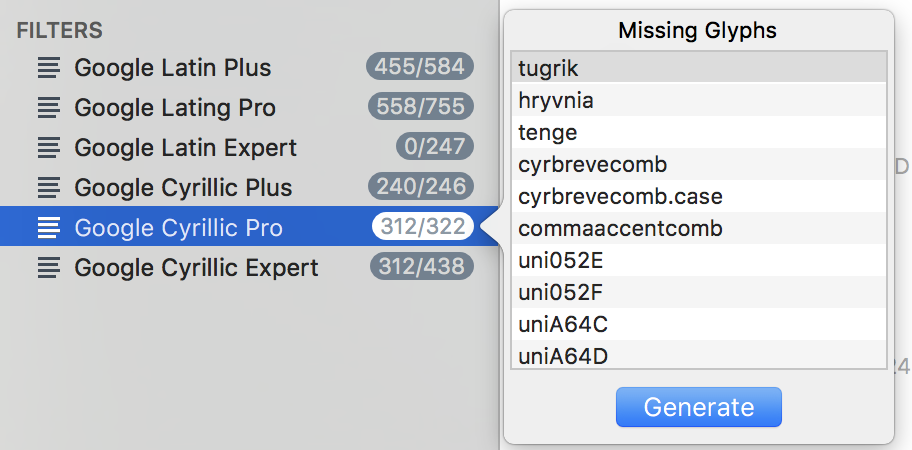 FILTERS
Google Latin Plus 455/584
Google Lating Pro 558/755
Google Latin Expert 0/247
Google Cyrillic Plus 240/246
Google Cyrillic Pro 312/322
Google Cyrillic Expert 312/438
Missing Glyphs
tugrik
hryvnia
tenge
cyrbrevecomb
cyrbrevecomb.case
commaaccentcomb
uni052E
uni052F
uniA64C
uniA64D
Generate
D
24